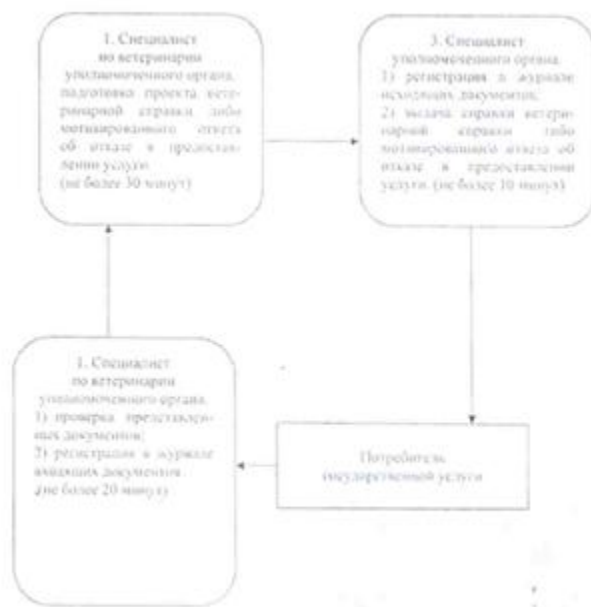 1. Специалист
по ветеринарии
уполномоченного органа.
подготовка проекта вете-
ринарной справки либо
мотивированного ответа
об отказе в предостав-
лении услуги.
(не более 30 минут)
3. Специалист
уполномоченного органа.
1) регистрация в журнале
исходящих документов;
2) выдача справки ветери-
нарной справки либо
мотивированного ответа об
отказе в предоставлении
услуги. (не более 10 минут)
1. Специалист
по ветеринарии
уполномоченного органа.
1) проверка представлен-
ных документов;
2) регистрация в журнале
входящих документов
(не более 20 минут)
Потребитель
государственной услуги